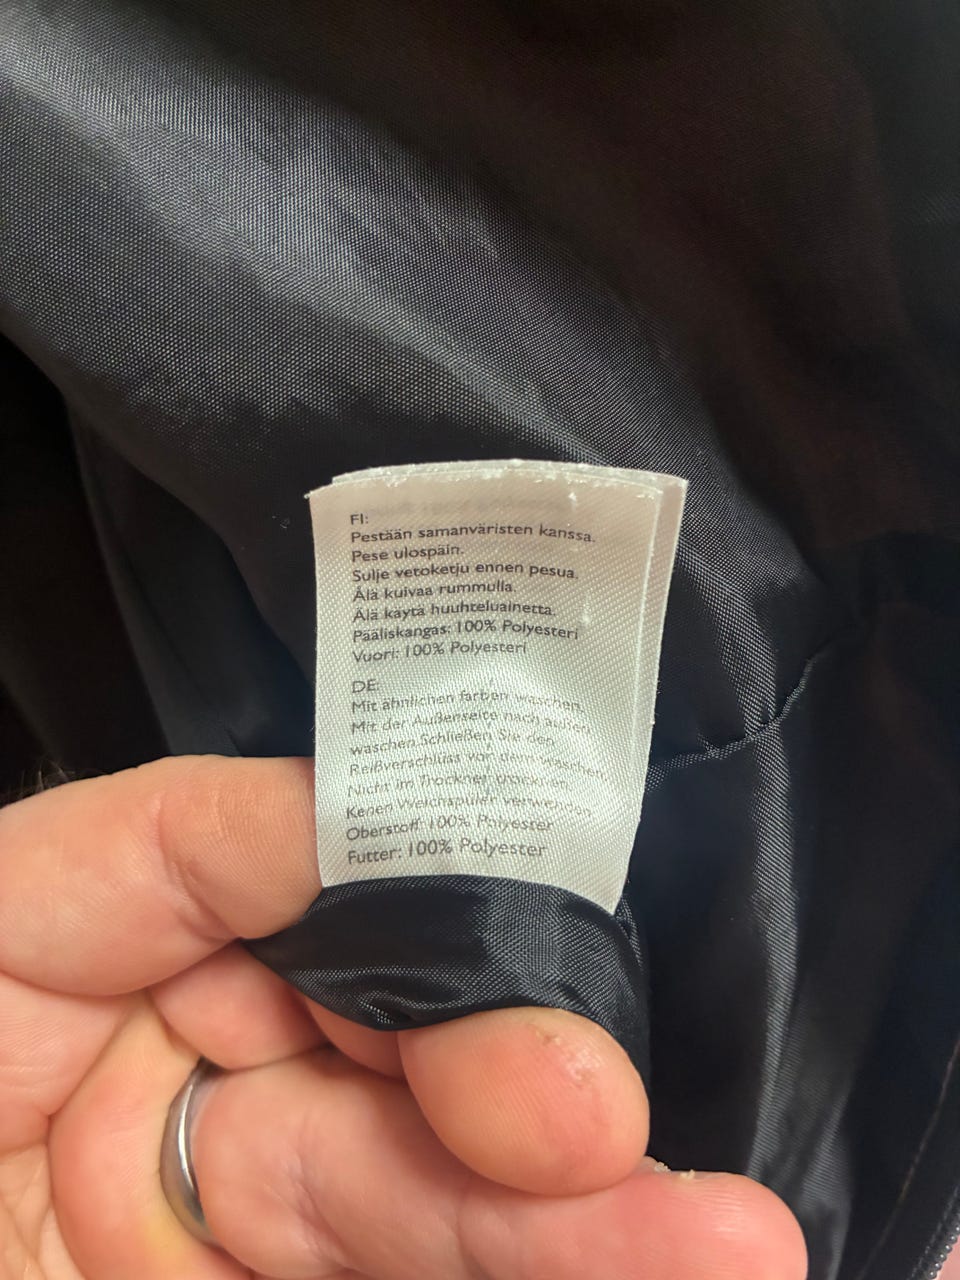 FI:
Pestään samanväristen kanssa.
Pese ulospäin.
Sulje vetoketju ennen pesua.
Älä kuivaa rummulla.
Älä käytä huuhteluainetta.
Pääliskangas: 100% Polyesteri
Vuori: 100% Polyesteri
DE:
Mit ähnlichen farben waschen.
Mit der Außenseite nach außen
waschen.Schließen Sie den
Reißverschluss vor dem waschen.
Nicht im Trockner
Kenen Weichspüler verwenden
Oberstoff: 100% Polyester
Futter: 100% Polyester